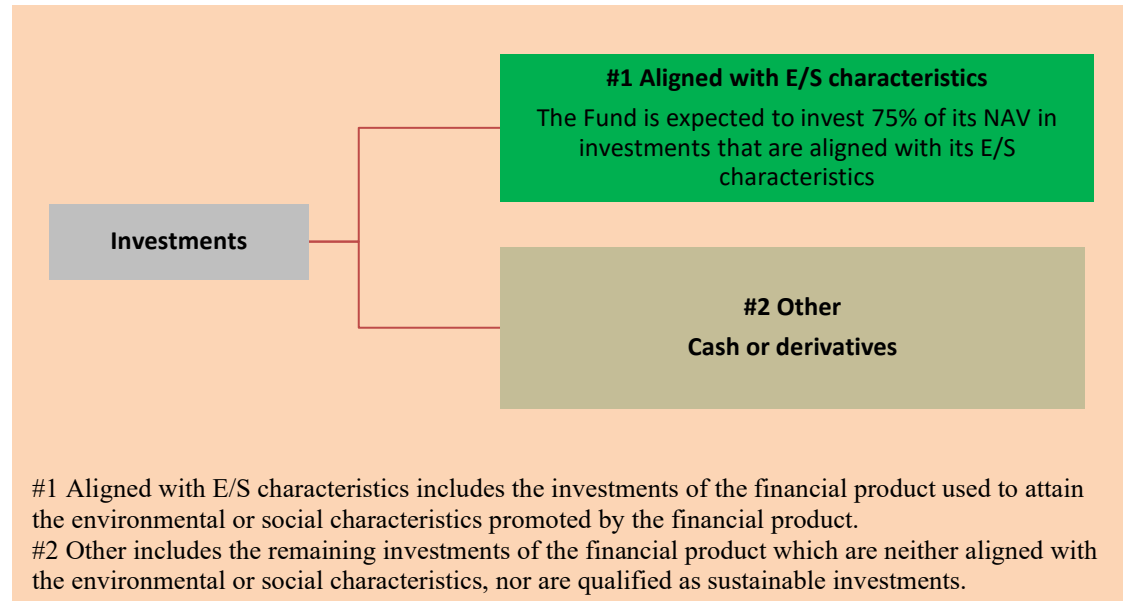 #1 Aligned with E/S characteristics
The Fund is expected to invest 75% of its NAV in
investments that are aligned with its E/S
characteristics
Investments
#2 Other
Cash or derivatives
#1 Aligned with E/S characteristics includes the investments of the financial product used to attain
the environmental or social characteristics promoted by the financial product.
#2 Other includes the remaining investments of the financial product which are neither aligned with
the environmental or social characteristics, nor are qualified as sustainable investments.